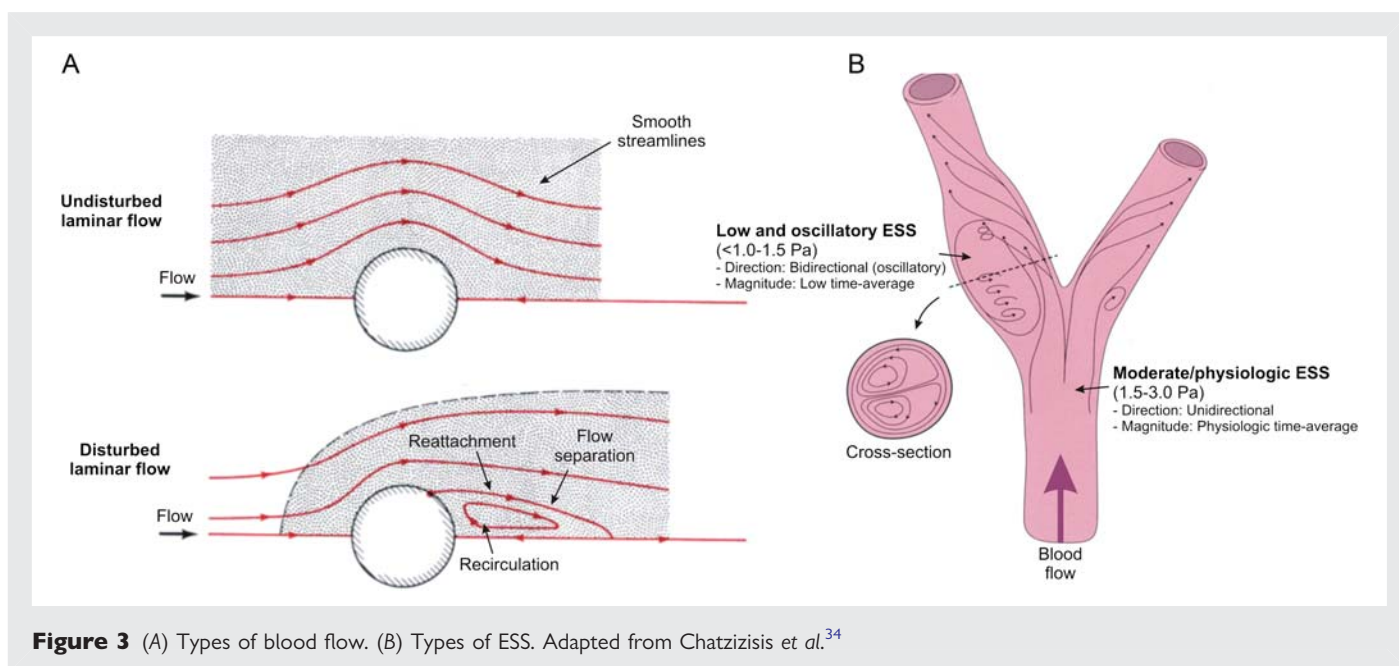 A
Smooth
streamlines
Undisturbed
laminar flow
Flow
Disturbed
laminar flow
Reattachment
Flow
separation
Flow
Recirculation
B
Low and oscillatory ESS
(<1.0-1.5 Pa)
- Direction: Bidirectional (oscillatory)
- Magnitude: Low time-average
Cross-section
Moderate/physiologic ESS
(1.5-3.0 Pa)
- Direction: Unidirectional
- Magnitude: Physiologic time-average
Blood
flow
Figure 3 (A) Types of blood flow. (B) Types of ESS. Adapted from Chatzizisis et al.34